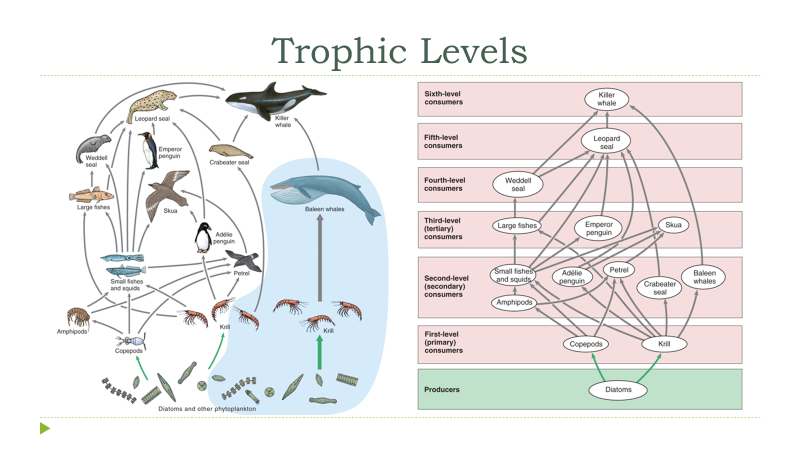 Trophic Levels
Leopard seal
Killer
whale
Weddell
seal
Emperor
penguin
Crabeater seal
Large fishes
Skua
Baleen whales
Adélie
penguin
Petrel
Small fishes
and squids
Amphipods
Krill
Krill
Copepods
Diatoms and other phytoplankton
Sixth-level
consumers
Killer
whale
Fifth-level
consumers
Leopard
seal
Fourth-level
consumers
Weddell
seal
Third-level
(tertiary)
consumers
Large fishes
Emperor
penguin
Skua
Second-level
(secondary)
consumers
Small fishes
and squids
Adélie
penguin
Petrel
Crabeater
seal
Baleen
whales
Amphipods
First-level
(primary)
consumers
Copepods
Krill
Producers
Diatoms